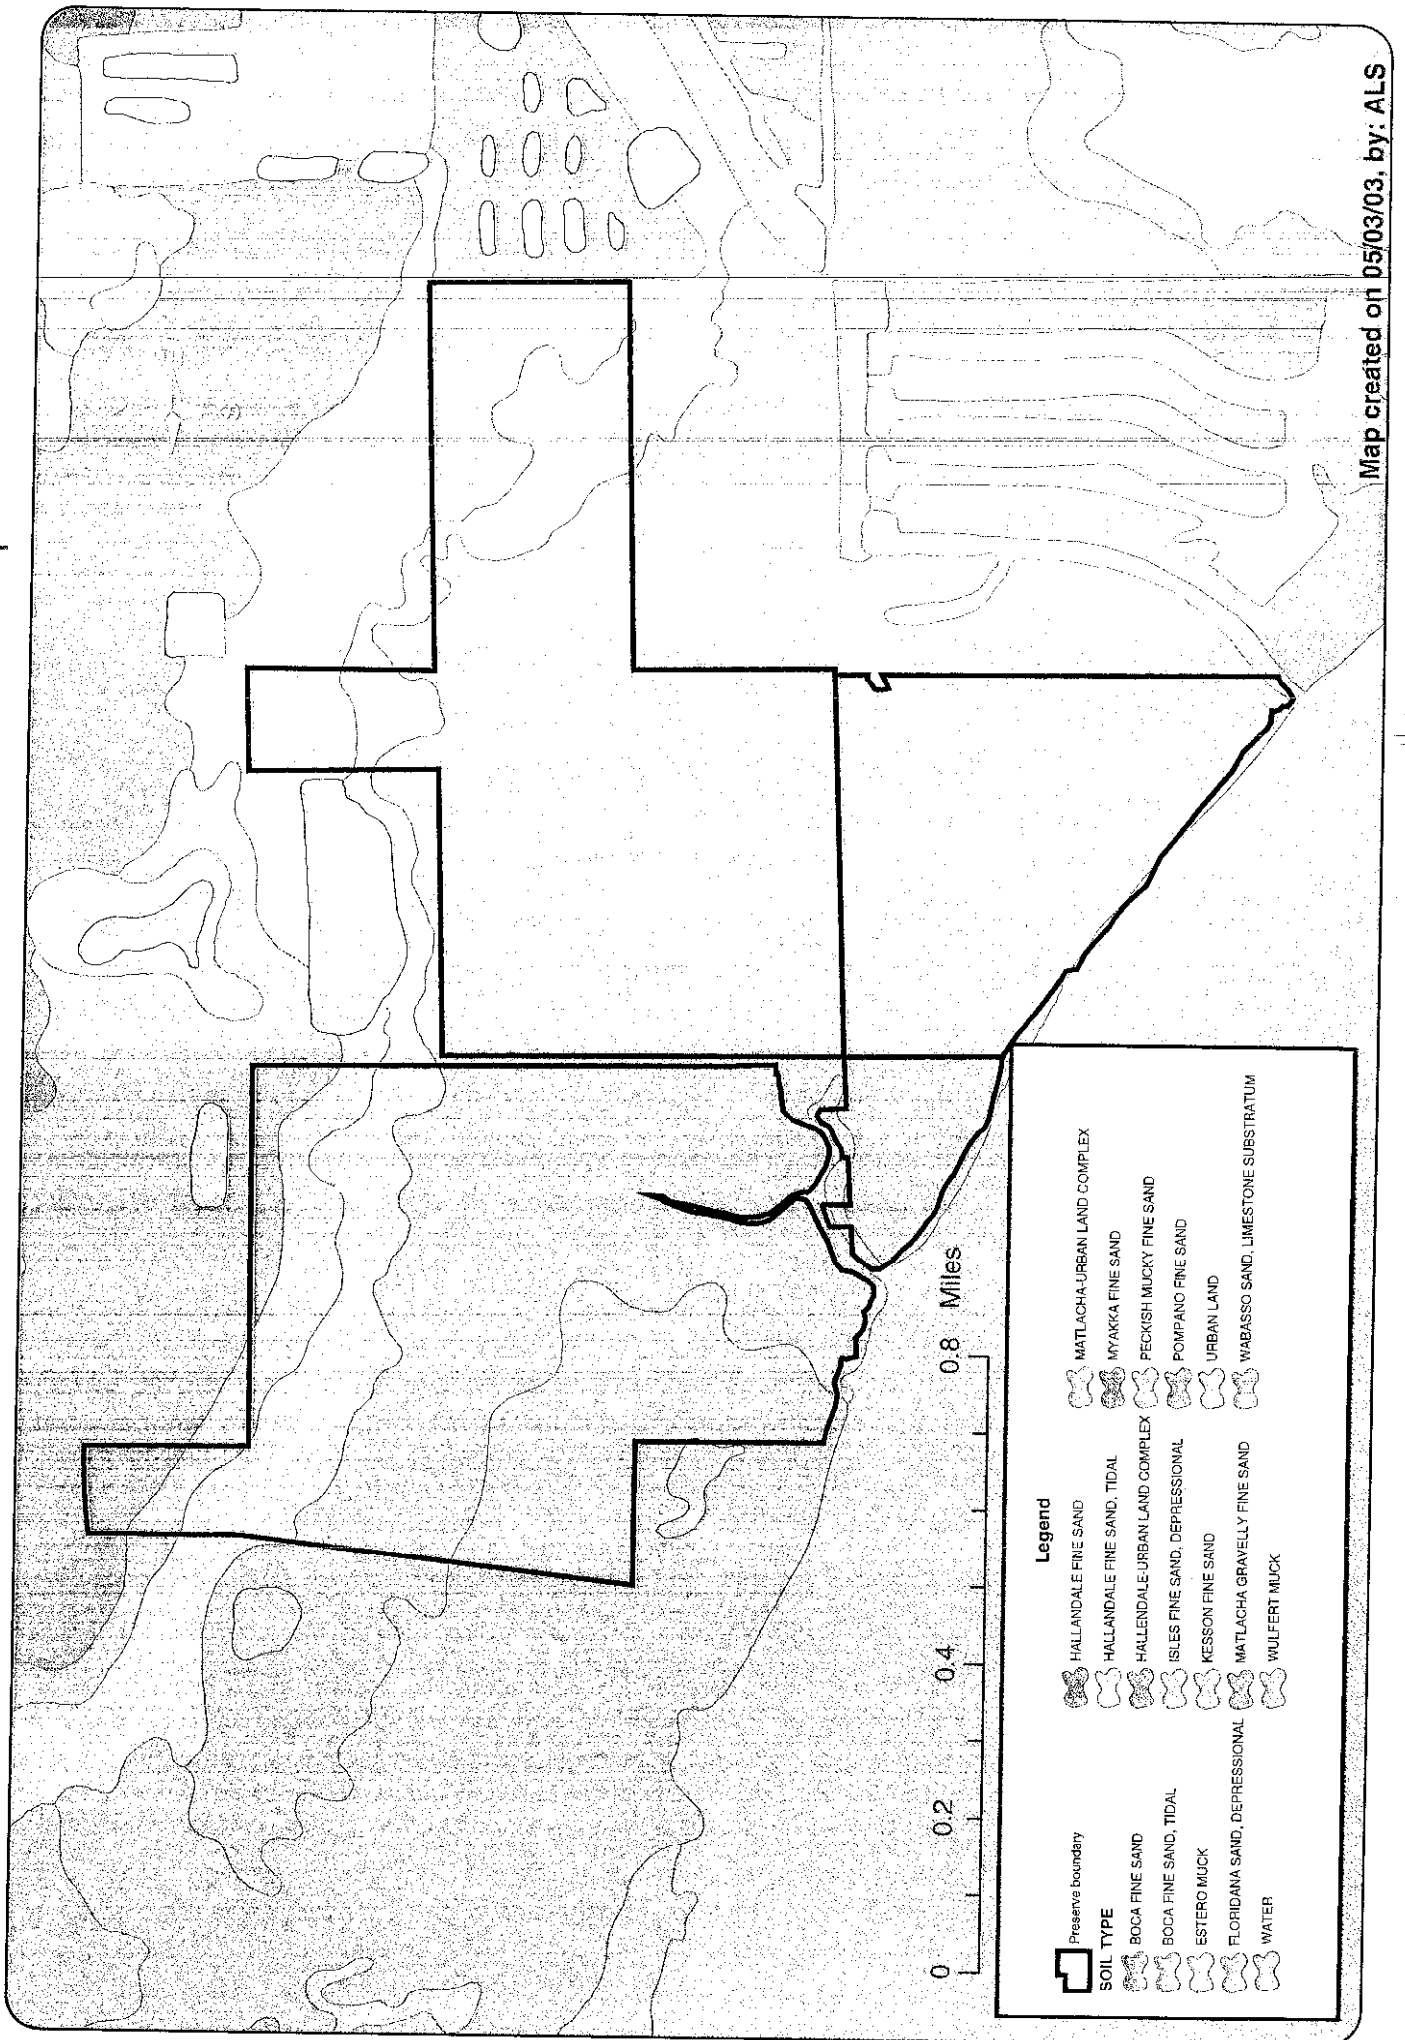 Map created on 05/03/03, by: ALS
0 0.2 0.4 0.8 Miles
Legend
Preserve boundary
SOIL TYPE
BOCA FINE SAND
BOCA FINE SAND, TIDAL
ESTERO MUCK
FLORIDANA SAND, DEPRESSIONAL
WATER
HALLANDALE FINE SAND
HALLANDALE FINE SAND, TIDAL
HALLENDALE-URBAN LAND COMPLEX
ISLES FINE SAND, DEPRESSIONAL
KESSON FINE SAND
MATLACHA GRAVELLY FINE SAND
WULFERT MUCK
MATLACHA-URBAN LAND COMPLEX
MYAKKA FINE SAND
PECKISH MUCKY FINE SAND
POMPANO FINE SAND
URBAN LAND
WABASSO SAND, LIMESTONE SUBSTRATUM